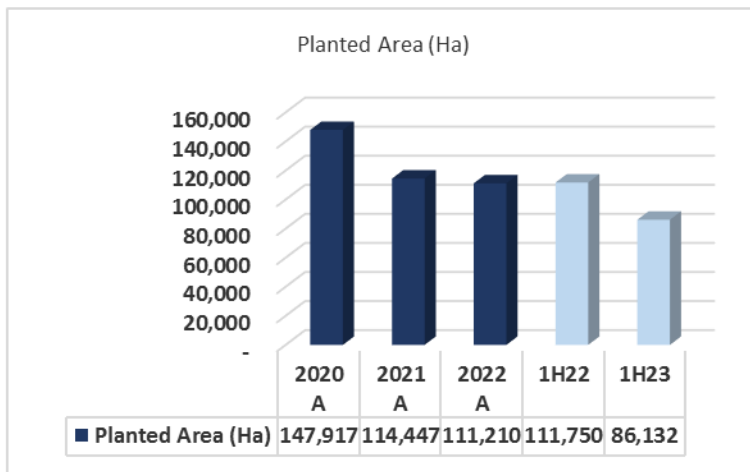 Planted Area (Ha)
160,000
140,000
120,000
100,000
80,000
60,000
40,000
20,000
-
2020 A
2021 A
2022 A
1H22
1H23
Planted Area (Ha) 147,917 114,447 111,210 111,750 86,132